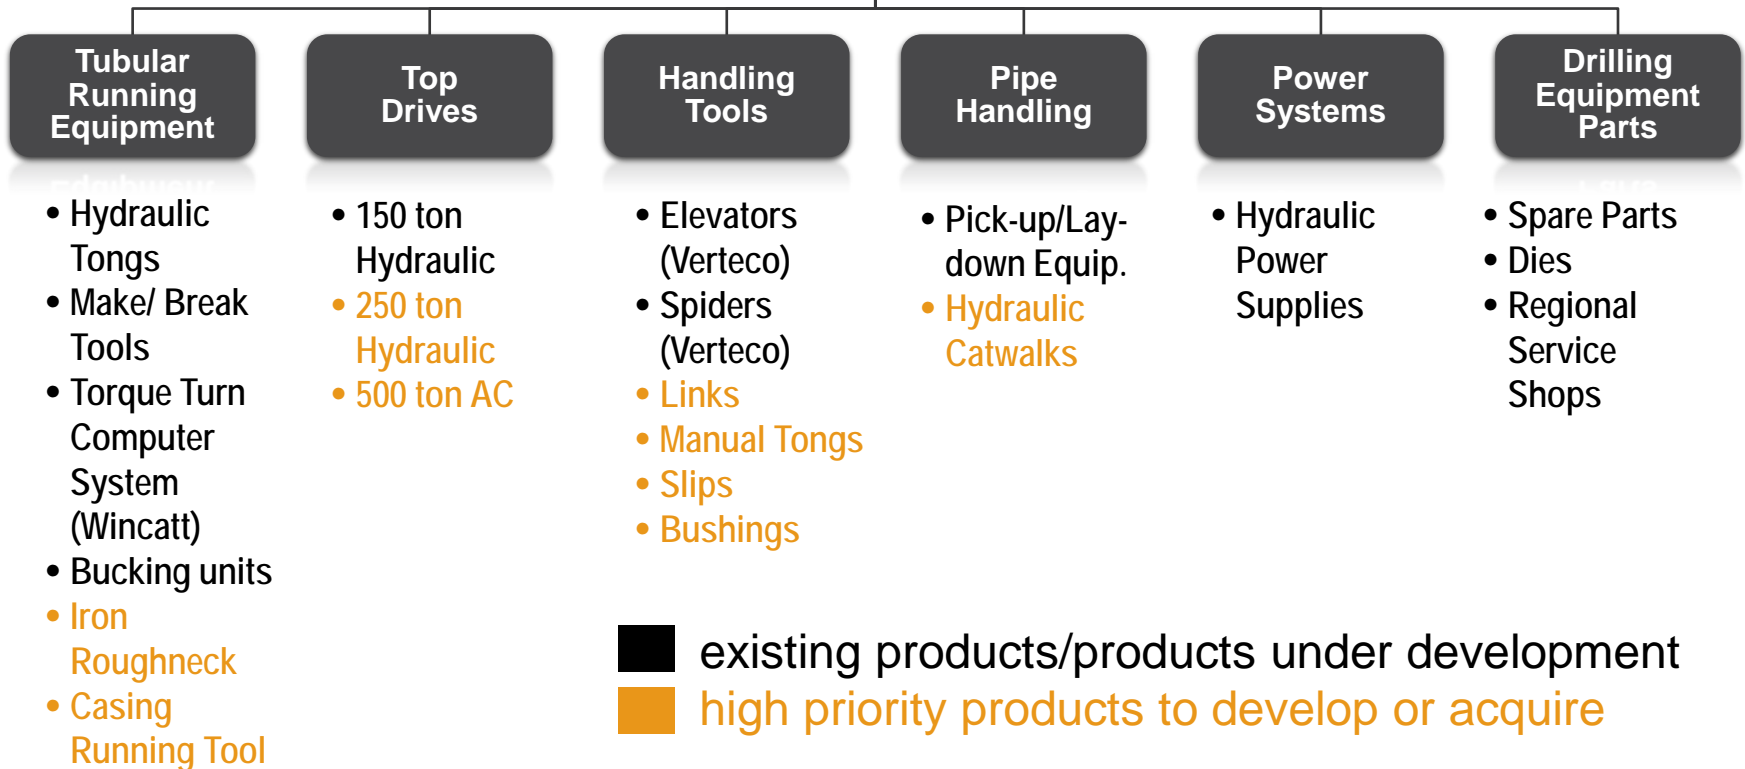 Tubular
Running
Equipment
Top
Drives
Handling
Tools
Pipe
Handling
Power
Systems
Drilling
Equipment
Parts
• Hydraulic
Tongs
• Make/ Break
Tools
• Torque Turn
Computer
System
(Wincatt)
• Bucking units
• Iron
Roughneck
• Casing
Running Tool
• 150 ton
Hydraulic
• 250 ton
Hydraulic
• 500 ton AC
• Elevators
(Verteco)
• Spiders
(Verteco)
• Links
• Manual Tongs
• Slips
• Bushings
• Pick-up/Lay-
down Equip.
• Hydraulic
Catwalks
• Hydraulic
Power
Supplies
• Spare Parts
• Dies
• Regional
Service
Shops
existing products/products under development
high priority products to develop or acquire